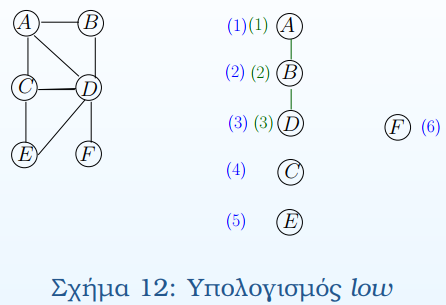 A B (1) (1) A
C D (2) (2) B
(3) (3) D F (6)
E F (4) C
(5) E
Σχήμα 12: Υπολογισμός low